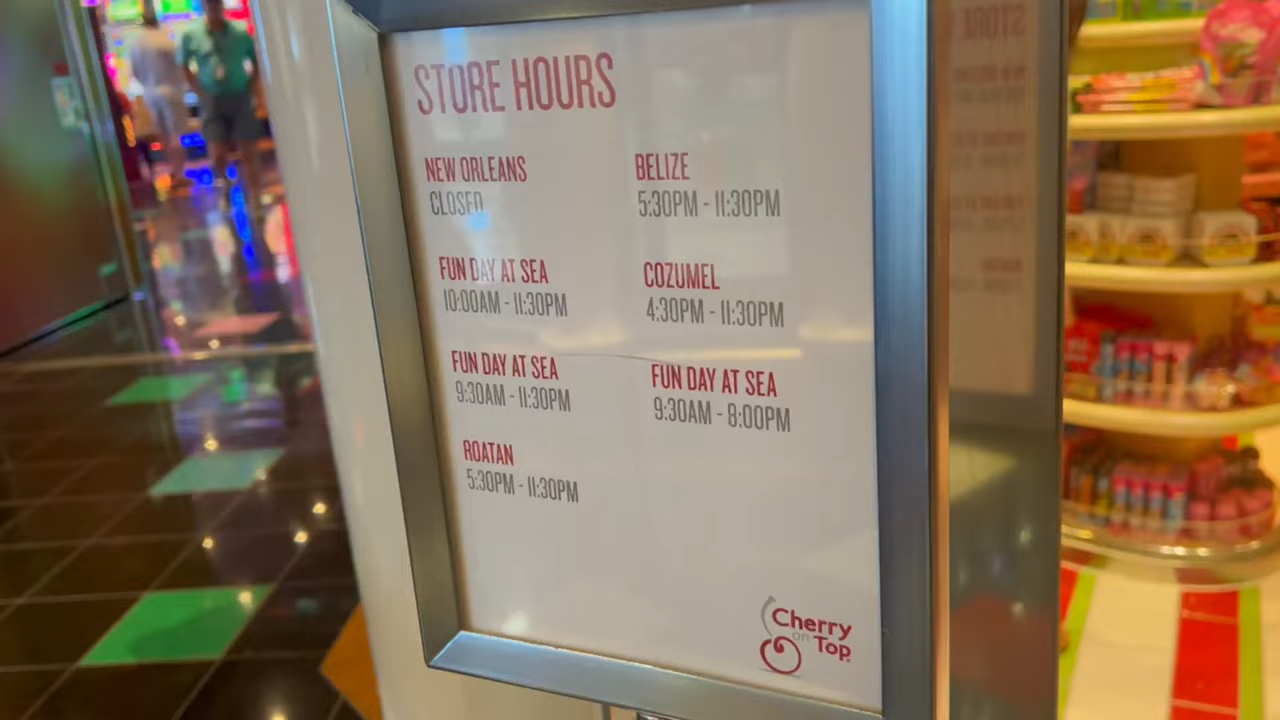 STORE HOURS
NEW ORLEANS
CLOSED
FUN DAY AT SEA
10:00AM - 11:30PM
FUN DAY AT SEA
9:30AM - 11:30PM
ROATAN
5:30PM - 11:30PM
BELIZE
5:30PM - 11:30PM
COZUMEL
4:30PM - 11:30PM
FUN DAY AT SEA
9:30AM - 8:00PM
Cherry
on
Top